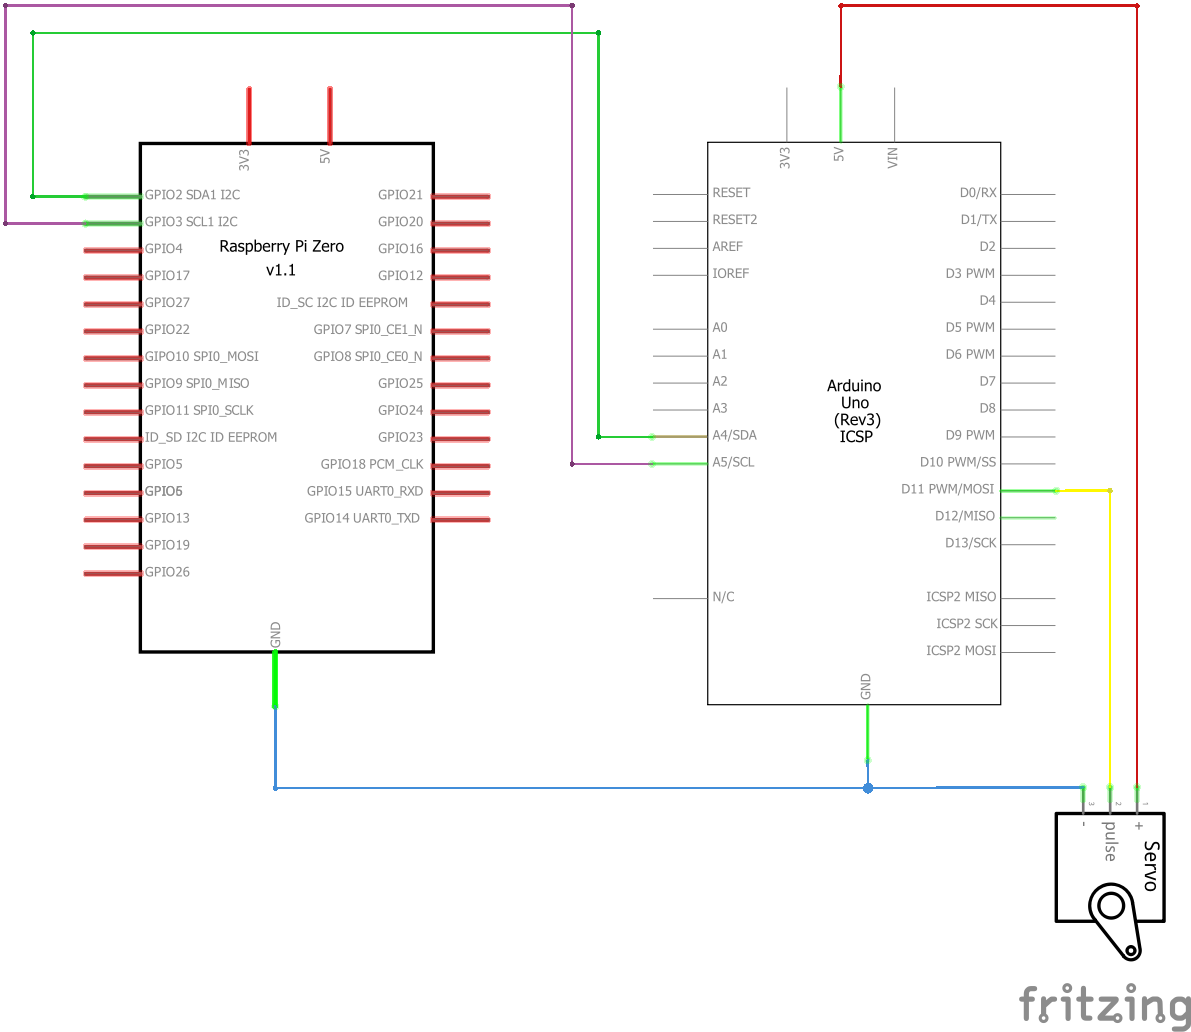 3V3
5V
GPIO2 SDA1 I2C
GPIO3 SCL1 I2C
GPIO4
GPIO17
GPIO27
GPIO22
GIPO10 SPI0_MOSI
GPIO9 SPI0_MISO
GPIO11 SPI0_SCLK
ID_SD I2C ID EEPROM
GPIO5
GPIO13
GPIO19
GPIO26
Raspberry Pi Zero
v1.1
GPIO21
GPIO20
GPIO16
GPIO12
ID_SC I2C ID EEPROM
GPIO7 SPI0_CE1_N
GPIO8 SPI0_CE0_N
GPIO25
GPIO24
GPIO23
GPIO18 PCM_CLK
GPIO15 UART0_RXD
GPIO14 UART0_TXD
GND
3V3
5V
VIN
RESET
RESET2
AREF
IOREF
A0
A1
A2
A3
A4/SDA
A5/SCL
N/C
Arduino
Uno
(Rev3)
ICSP
D0/RX
D1/TX
D2
D3 PWM
D4
D5 PWM
D6 PWM
D7
D8
D9 PWM
D10 PWM/SS
D11 PWM/MOSI
D12/MISO
D13/SCK
ICSP2 MISO
ICSP2 SCK
ICSP2 MOSI
GND
3
2
1
-
pulse
+
Servo
fritzing